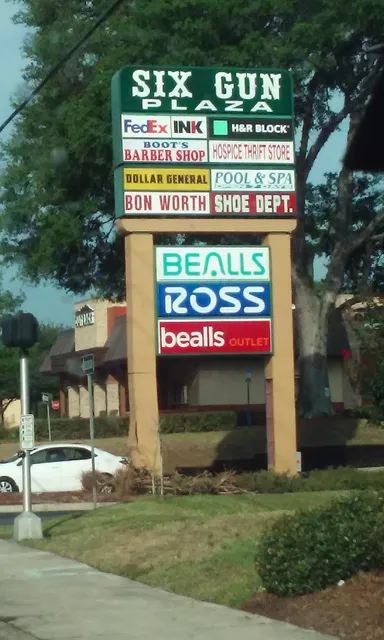 SIX GUN
PLAZA
FedEx INK H&R BLOCK
BOOT'S
BARBER SHOP HOSPICE THRIFT STORE
DOLLAR GENERAL POOL & SPA
BON WORTH SHOE DEPT.
BEALLS
ROSS
bealls OUTLET